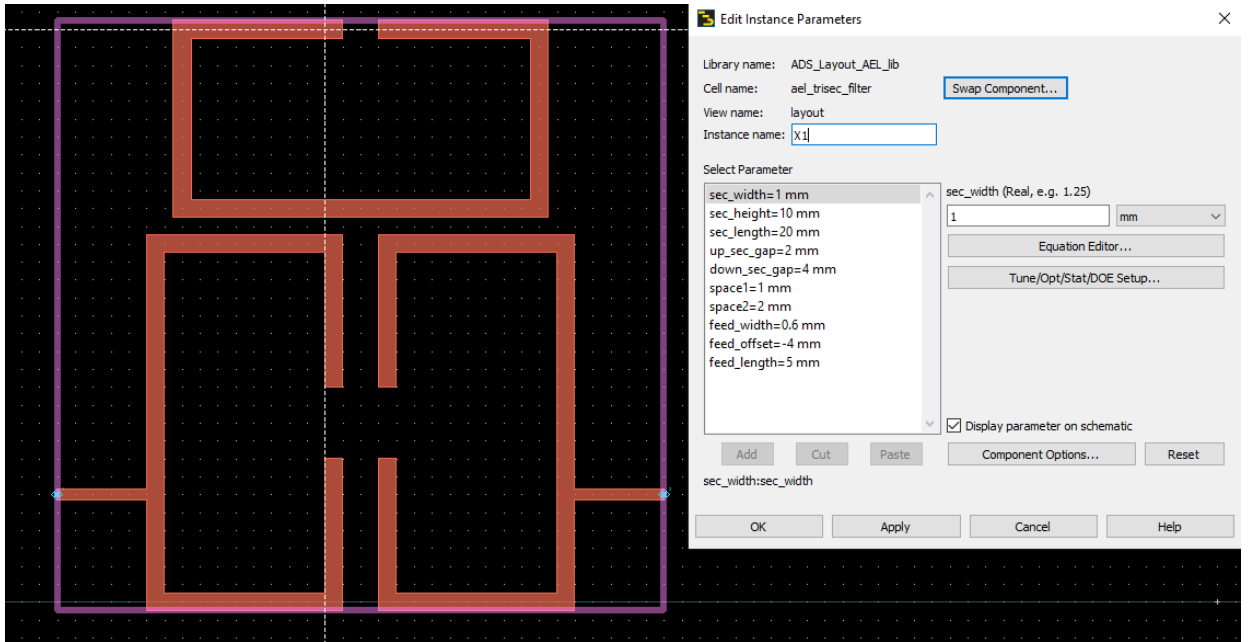 Edit Instance Parameters
Library name: ADS_Layout_AEL_lib
Cell name: ael_trisec_filter Swap Component...
View name: layout
Instance name: X1
Select Parameter
sec_width=1 mm
sec_height=10 mm
sec_length=20 mm
up_sec_gap=2 mm
down_sec_gap=4 mm
space1=1 mm
space2=2 mm
feed_width=0.6 mm
feed_offset=-4 mm
feed_length=5 mm
sec_width (Real, e.g. 1.25)
1 mm
Equation Editor...
Tune/Opt/Stat/DOE Setup...
Display parameter on schematic
Add Cut Paste Component Options... Reset
sec_width:sec_width
OK Apply Cancel Help